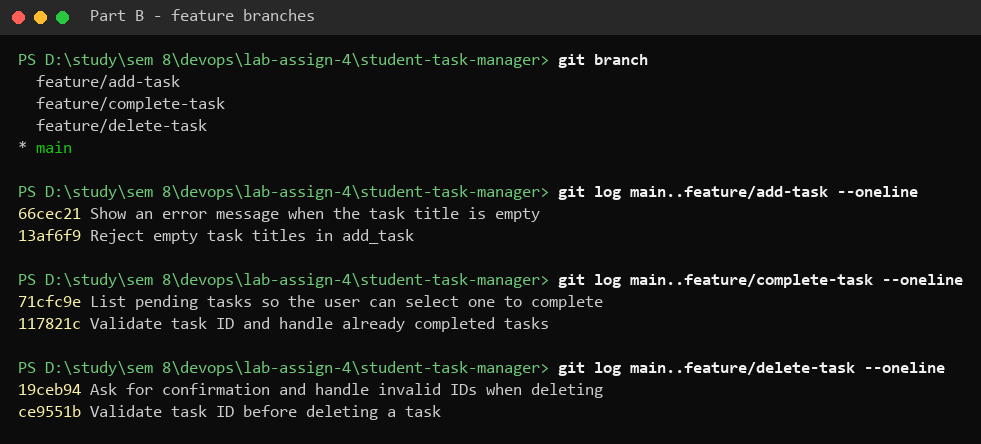 Part B - feature branches
PS D:\study\sem 8\devops\lab-assign-4\student-task-manager> git branch
feature/add-task
feature/complete-task
feature/delete-task
* main
PS D:\study\sem 8\devops\lab-assign-4\student-task-manager> git log main..feature/add-task --oneline
66cec21 Show an error message when the task title is empty
13af6f9 Reject empty task titles in add_task
PS D:\study\sem 8\devops\lab-assign-4\student-task-manager> git log main..feature/complete-task --oneline
71cfc9e List pending tasks so the user can select one to complete
117821c Validate task ID and handle already completed tasks
PS D:\study\sem 8\devops\lab-assign-4\student-task-manager> git log main..feature/delete-task --oneline
19ceb94 Ask for confirmation and handle invalid IDs when deleting
ce9551b Validate task ID before deleting a task